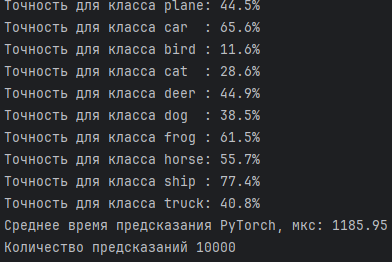 Точность для класса plane: 44.5%
Точность для класса car  : 65.6%
Точность для класса bird : 11.6%
Точность для класса cat  : 28.6%
Точность для класса deer : 44.9%
Точность для класса dog  : 38.5%
Точность для класса frog : 61.5%
Точность для класса horse: 55.7%
Точность для класса ship : 77.4%
Точность для класса truck: 40.8%
Среднее время предсказания PyTorch, мкс: 1185.95
Количество предсказаний 10000